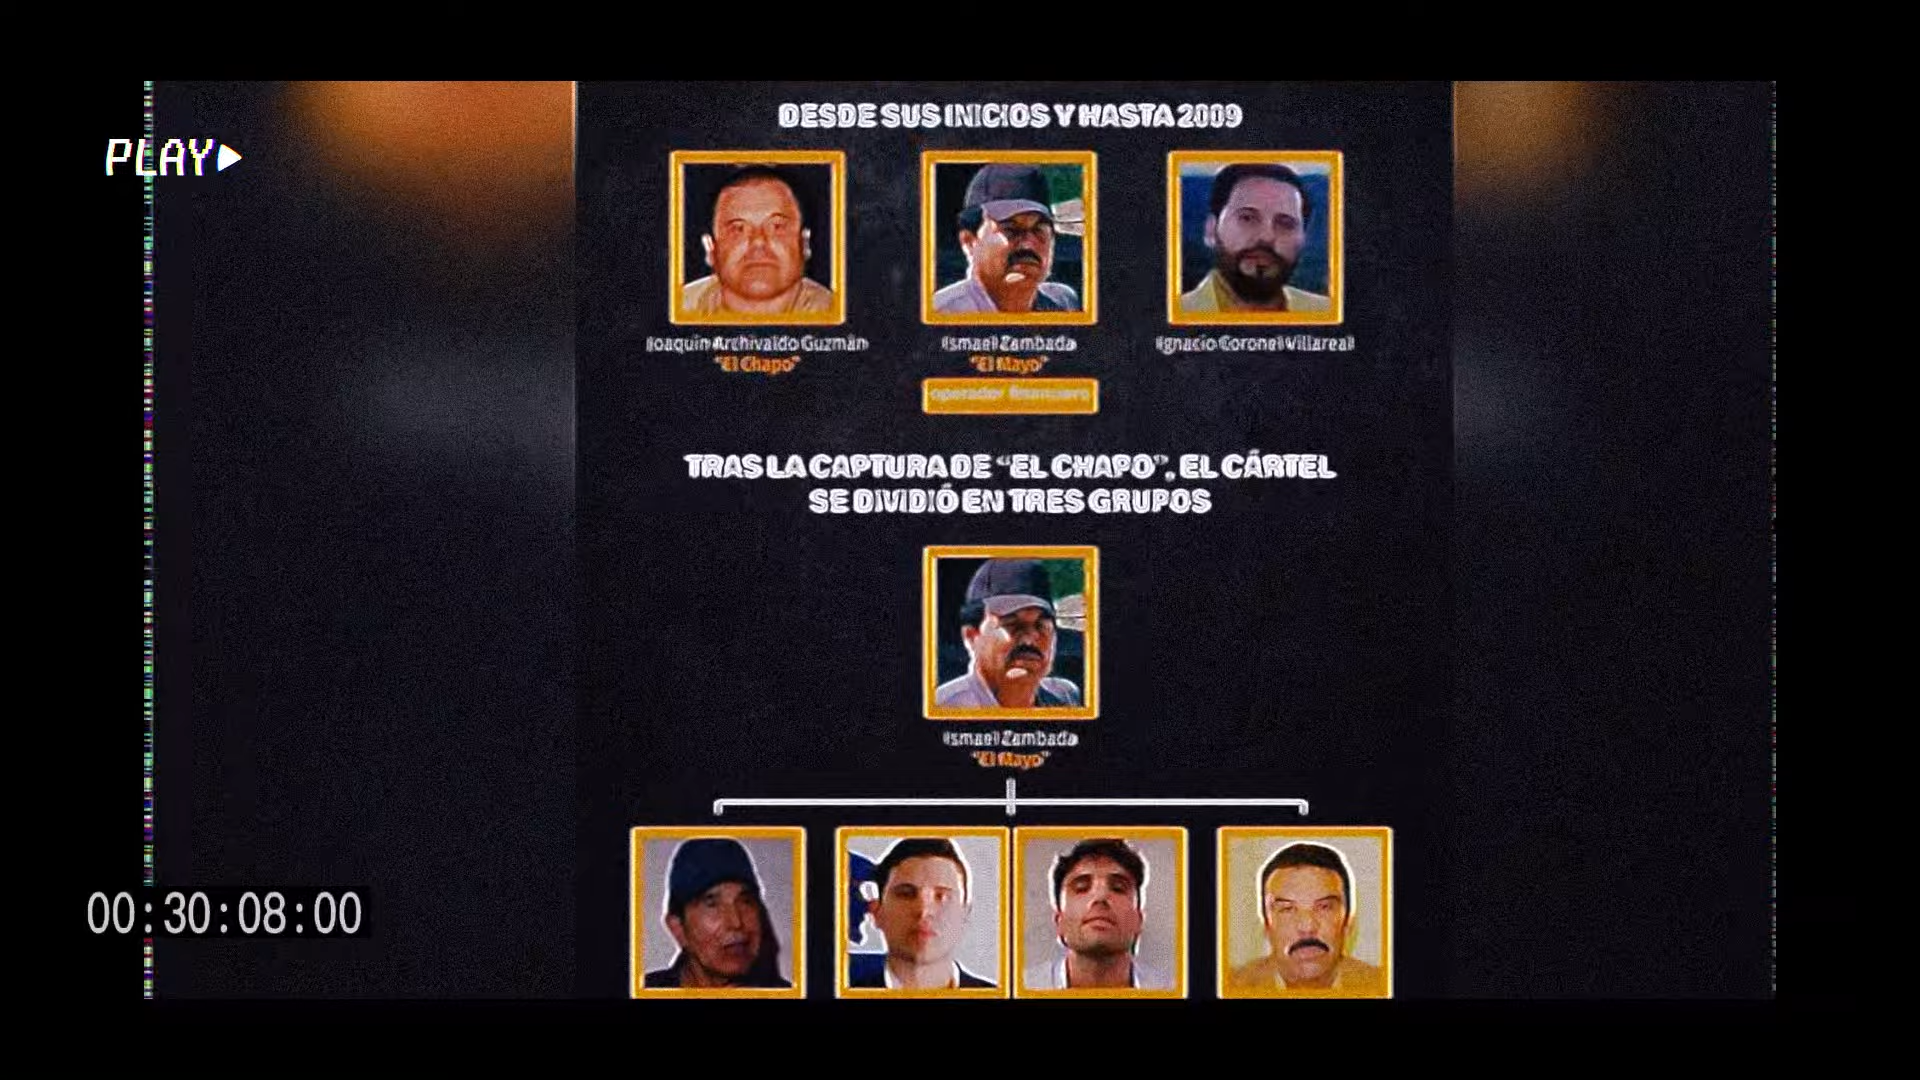 DESDE SUS INICIOS Y HASTA 2009
PLAY
Joaquín Archivaldo Guzmán
"El Chapo"
Ismael Zambada
"El Mayo"
operador financiero
Ignacio Coronel Villareal
TRAS LA CAPTURA DE "EL CHAPO", EL CÁRTEL
SE DIVIDIÓ EN TRES GRUPOS
Ismael Zambada
"El Mayo"
00:30:08:00